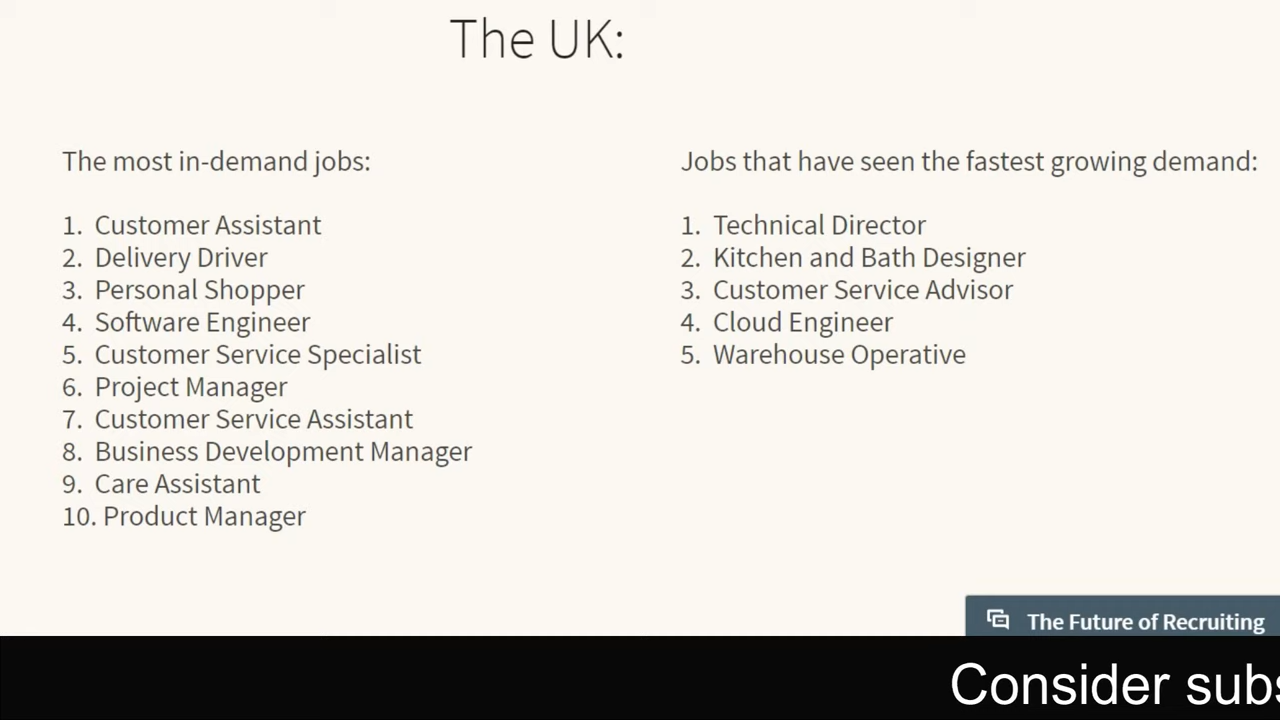 The UK:
The most in-demand jobs:
1. Customer Assistant
2. Delivery Driver
3. Personal Shopper
4. Software Engineer
5. Customer Service Specialist
6. Project Manager
7. Customer Service Assistant
8. Business Development Manager
9. Care Assistant
10. Product Manager
Jobs that have seen the fastest growing demand:
1. Technical Director
2. Kitchen and Bath Designer
3. Customer Service Advisor
4. Cloud Engineer
5. Warehouse Operative
The Future of Recruiting
Consider subs